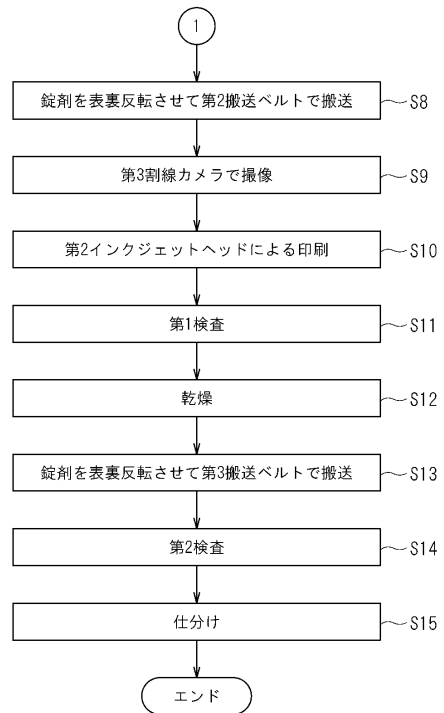 1
錠剤を表裏反転させて第2搬送ベルトで搬送 S8
第3割線カメラで撮像 S9
第2インクジェットヘッドによる印刷 S10
第1検査 S11
乾燥 S12
錠剤を表裏反転させて第3搬送ベルトで搬送 S13
第2検査 S14
仕分け S15
エンド